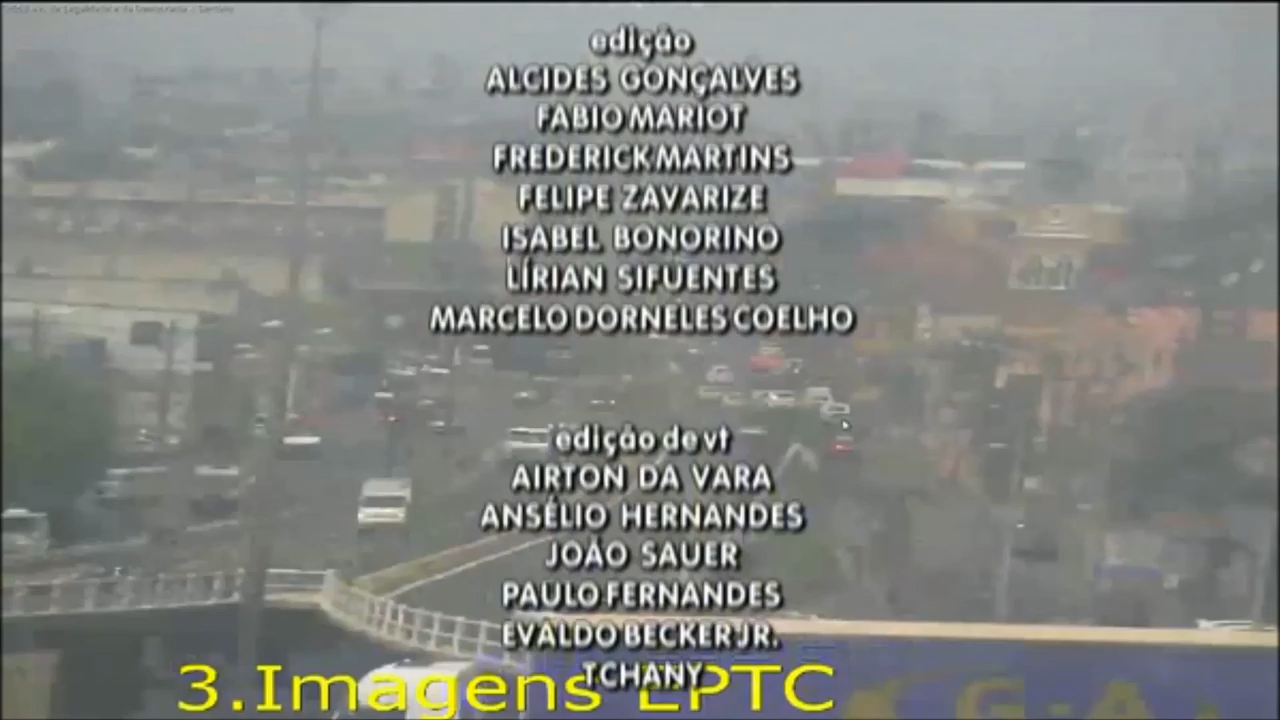 edição
ALCIDES GONÇALVES
FABIO MARIOT
FREDERICK MARTINS
FELIPE ZAVARIZE
ISABEL BONORINO
LÍRIAN SIFUENTES
MARCELO DORNELES COELHO
edição de vt
AIRTON DA VARA
ANSÉLIO HERNANDES
JOÃO SAUER
PAULO FERNANDES
EVALDO BECKER JR.
TCHANY
3.Imagens EPTC